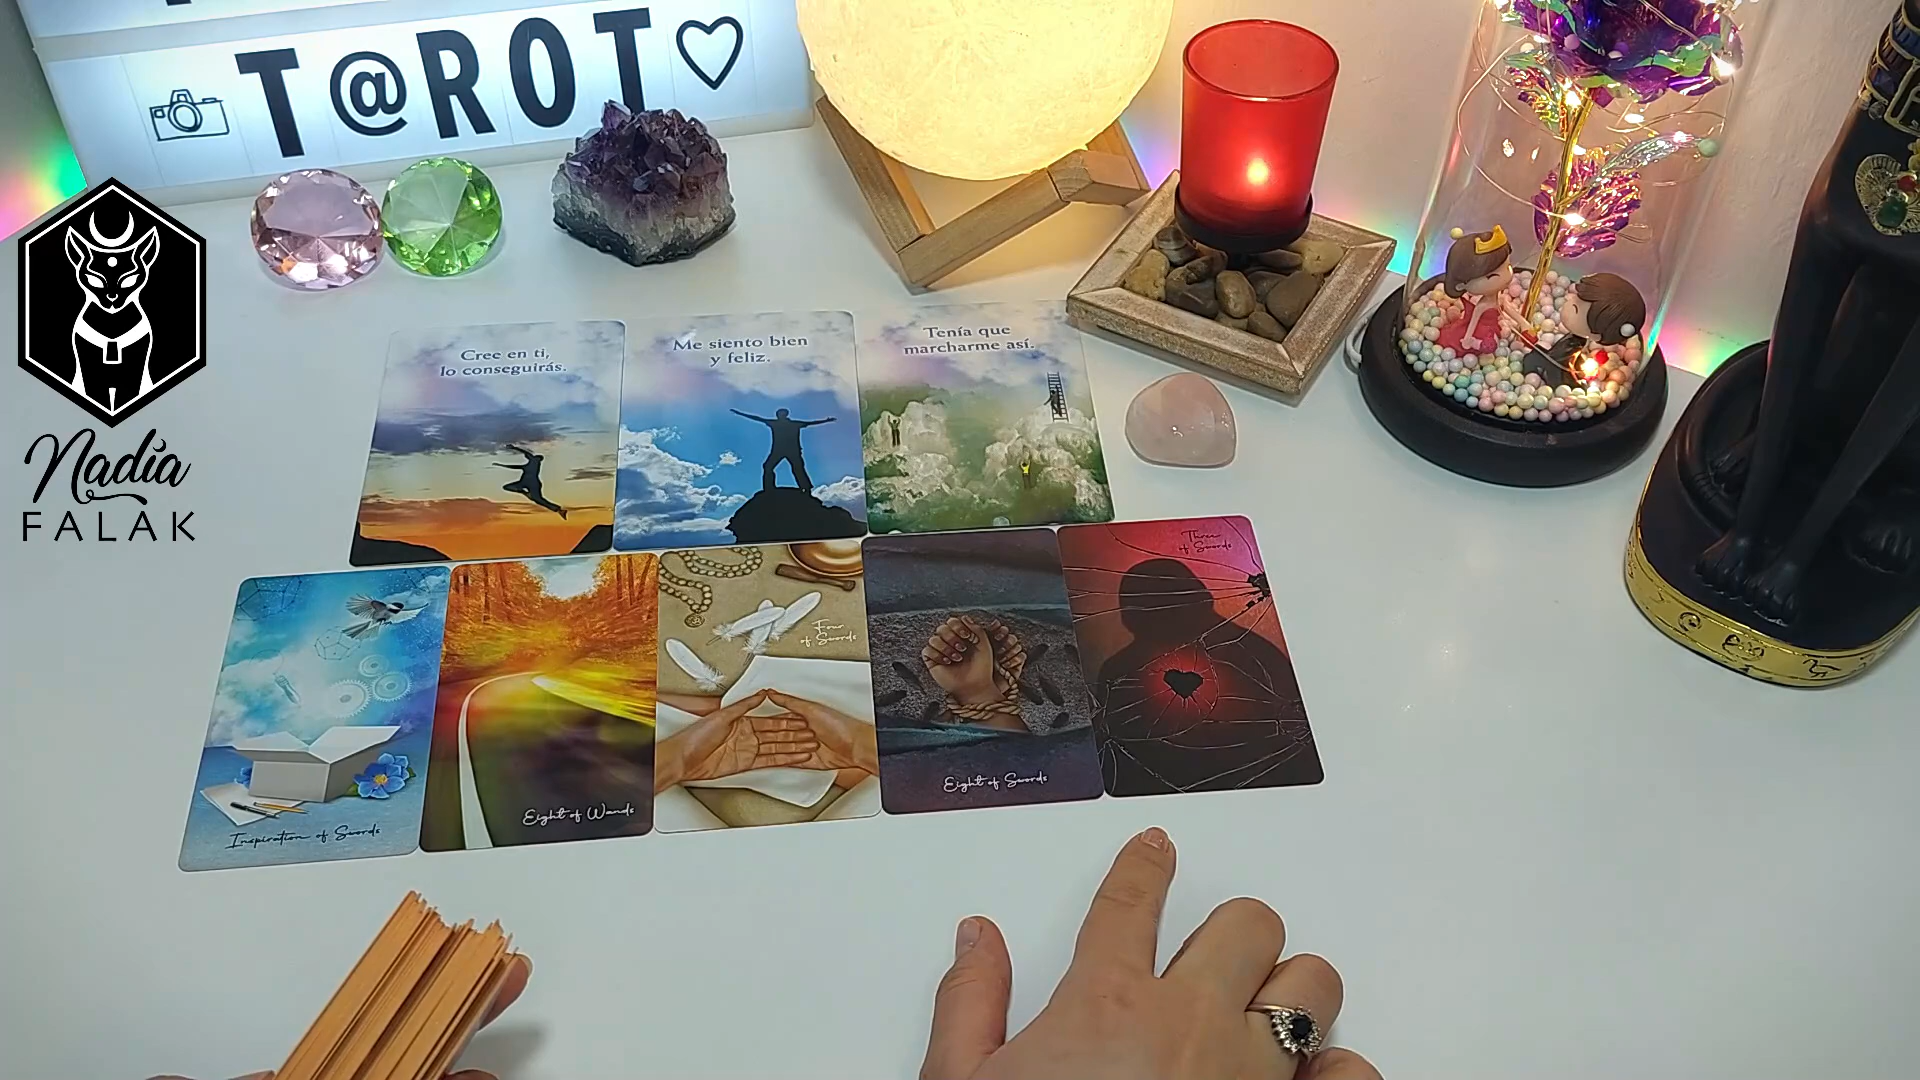 T@ROT
Cree en ti,
lo conseguirás.
Me siento bien
y feliz.
Tenía que
marcharme así.
Nadia
FALAK
Inspiration of Swords
Eight of Wands
Four
of Swords
Eight of Swords
Three
of Swords